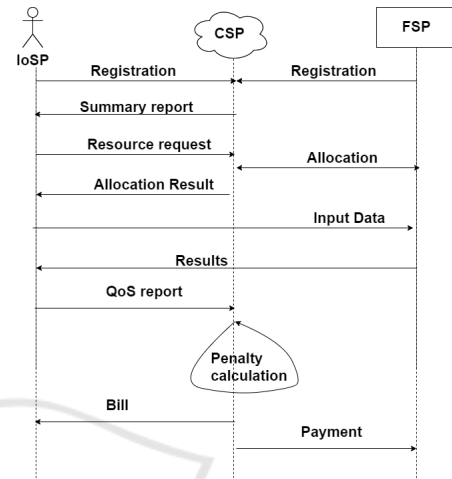 CSP
FSP
IoSP
Registration
Registration
Summary report
Resource request
Allocation
Allocation Result
Input Data
Results
QoS report
Penalty
calculation
Bill
Payment